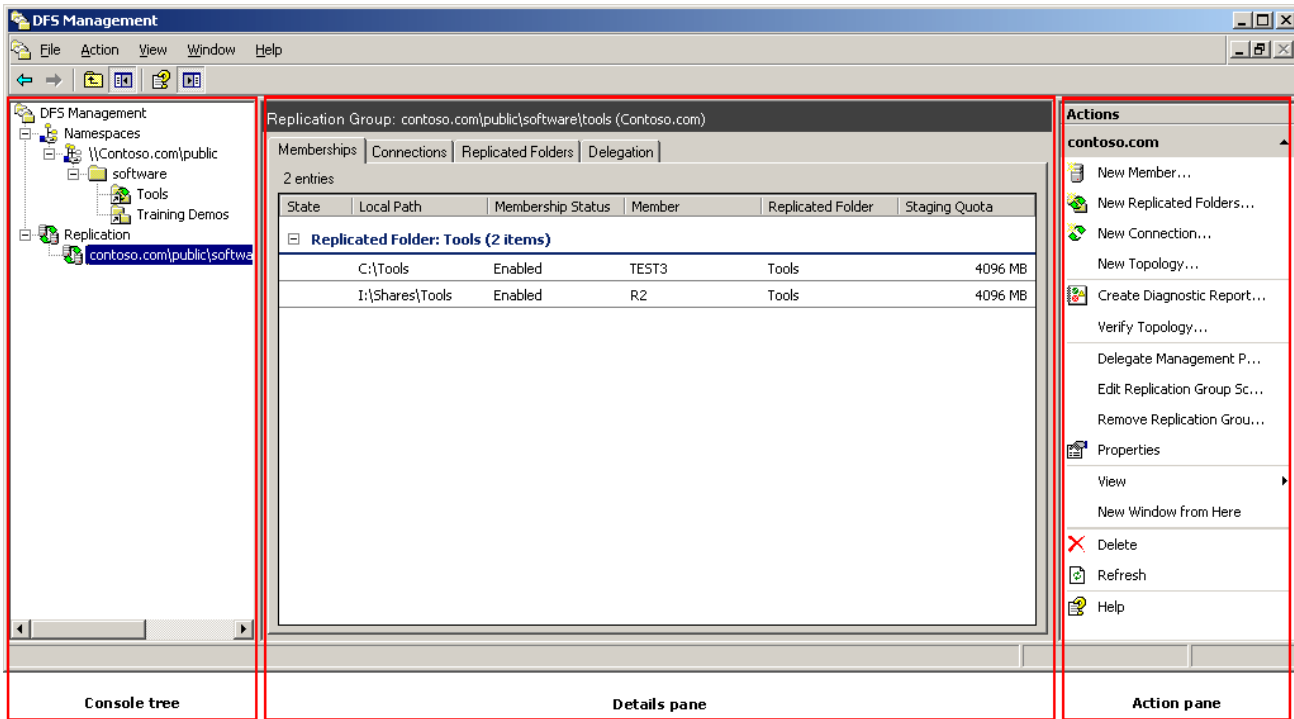 DFS Management
File Action View Window Help
DFS Management
Namespaces
\\Contoso.com\public
software
Tools
Training Demos
Replication
contoso.com\public\softwa
Replication Group: contoso.com\public\software\tools (Contoso.com)
Memberships Connections Replicated Folders Delegation
2 entries
State Local Path Membership Status Member Replicated Folder Staging Quota
Replicated Folder: Tools (2 items)
C:\Tools Enabled TEST3 Tools 4096 MB
I:\Shares\Tools Enabled R2 Tools 4096 MB
Actions
contoso.com
New Member...
New Replicated Folders...
New Connection...
New Topology...
Create Diagnostic Report...
Verify Topology...
Delegate Management P...
Edit Replication Group Sc...
Remove Replication Grou...
Properties
View
New Window from Here
Delete
Refresh
Help
Console tree
Details pane
Action pane